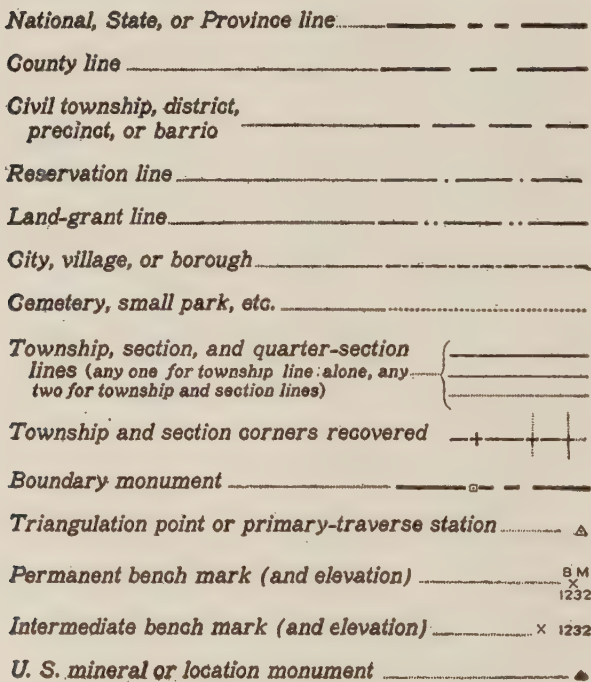 National, State, or Province line
County line
Civil township, district,
precinct, or barrio
Reservation line
Land-grant line
City, village, or borough
Cemetery, small park, etc.
Township, section, and quarter-section
lines (any one for township line alone, any
two for township and section lines)
Township and section corners recovered
Boundary monument
Triangulation point or primary-traverse station
Permanent bench mark (and elevation) BM
1232
Intermediate bench mark (and elevation) 1232
U. S. mineral or location monument